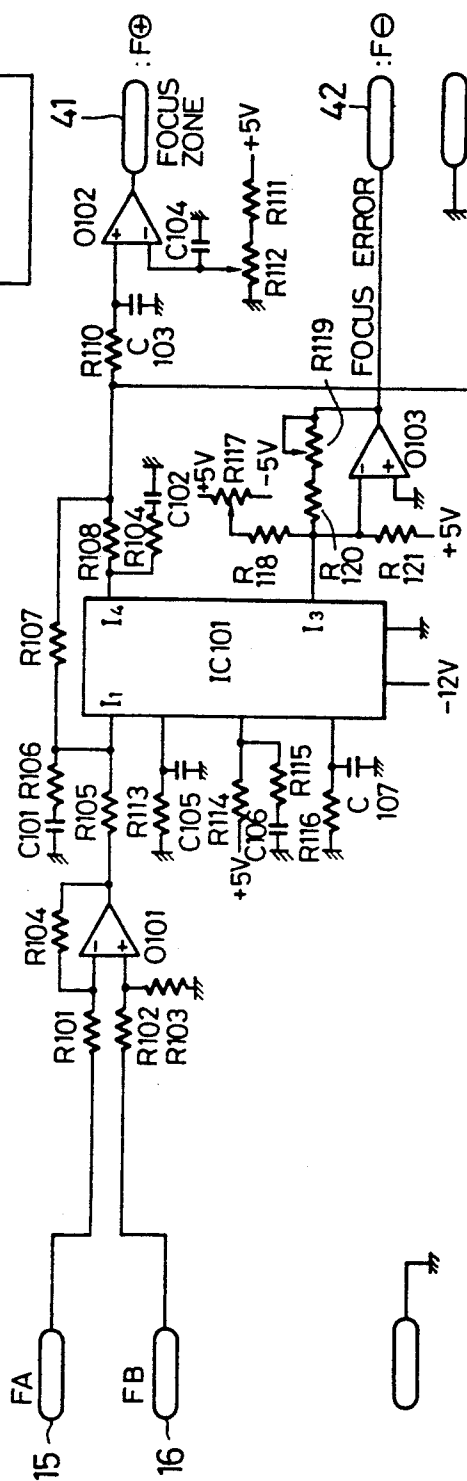 15
FA
16
FB
R101
R102
R103
R104
O101
C101
R106
R105
R107
R113
C105
R114
+5V
C106
R115
R116
C
107
I1
I4
IC101
I3
-12V
R108
R104
C102
+5V
R117
-5V
R
118
R
120
R119
R
121
+5V
O103
R110
C
103
O102
C104
R112
R111
+5V
41
FOCUS
ZONE
:F⊕
FOCUS ERROR
42
:F⊖